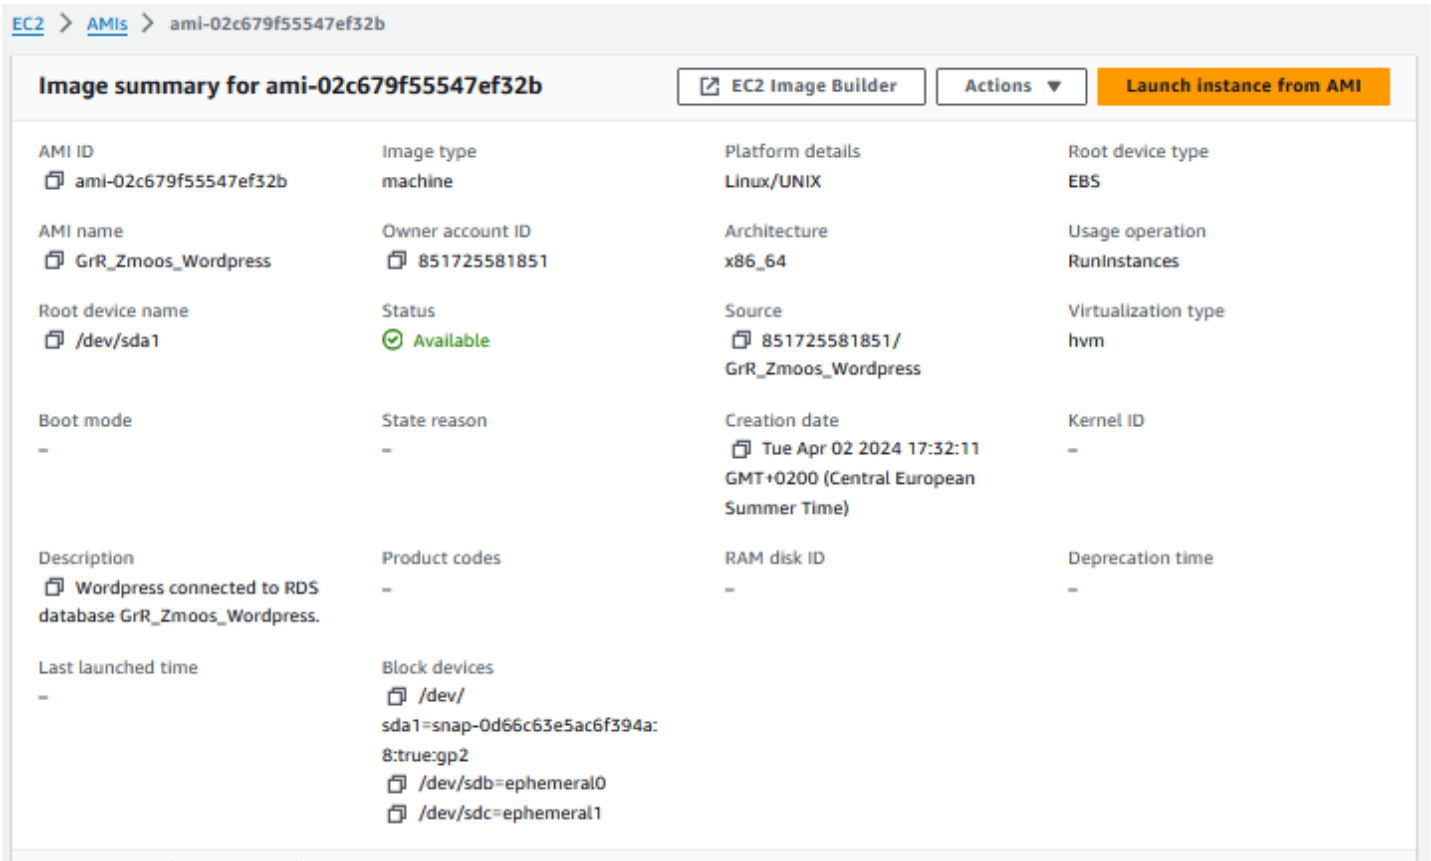 EC2 > AMIs > ami-02c679f55547ef32b
Image summary for ami-02c679f55547ef32b
EC2 Image Builder
Actions ▼
Launch instance from AMI
AMI ID
ami-02c679f55547ef32b
Image type
machine
Platform details
Linux/UNIX
Root device type
EBS
AMI name
GrR_Zmoos_Wordpress
Owner account ID
851725581851
Architecture
x86_64
Usage operation
RunInstances
Root device name
/dev/sda1
Status
Available
Source
851725581851/
GrR_Zmoos_Wordpress
Virtualization type
hvm
Boot mode
–
State reason
–
Creation date
Tue Apr 02 2024 17:32:11
GMT+0200 (Central European
Summer Time)
Kernel ID
–
Description
Wordpress connected to RDS
database GrR_Zmoos_Wordpress.
Product codes
–
RAM disk ID
–
Deprecation time
–
Last launched time
–
Block devices
/dev/
sda1=snap-0d66c63e5ac6f394a:
8:true:gp2
/dev/sdb=ephemeral0
/dev/sdc=ephemeral1